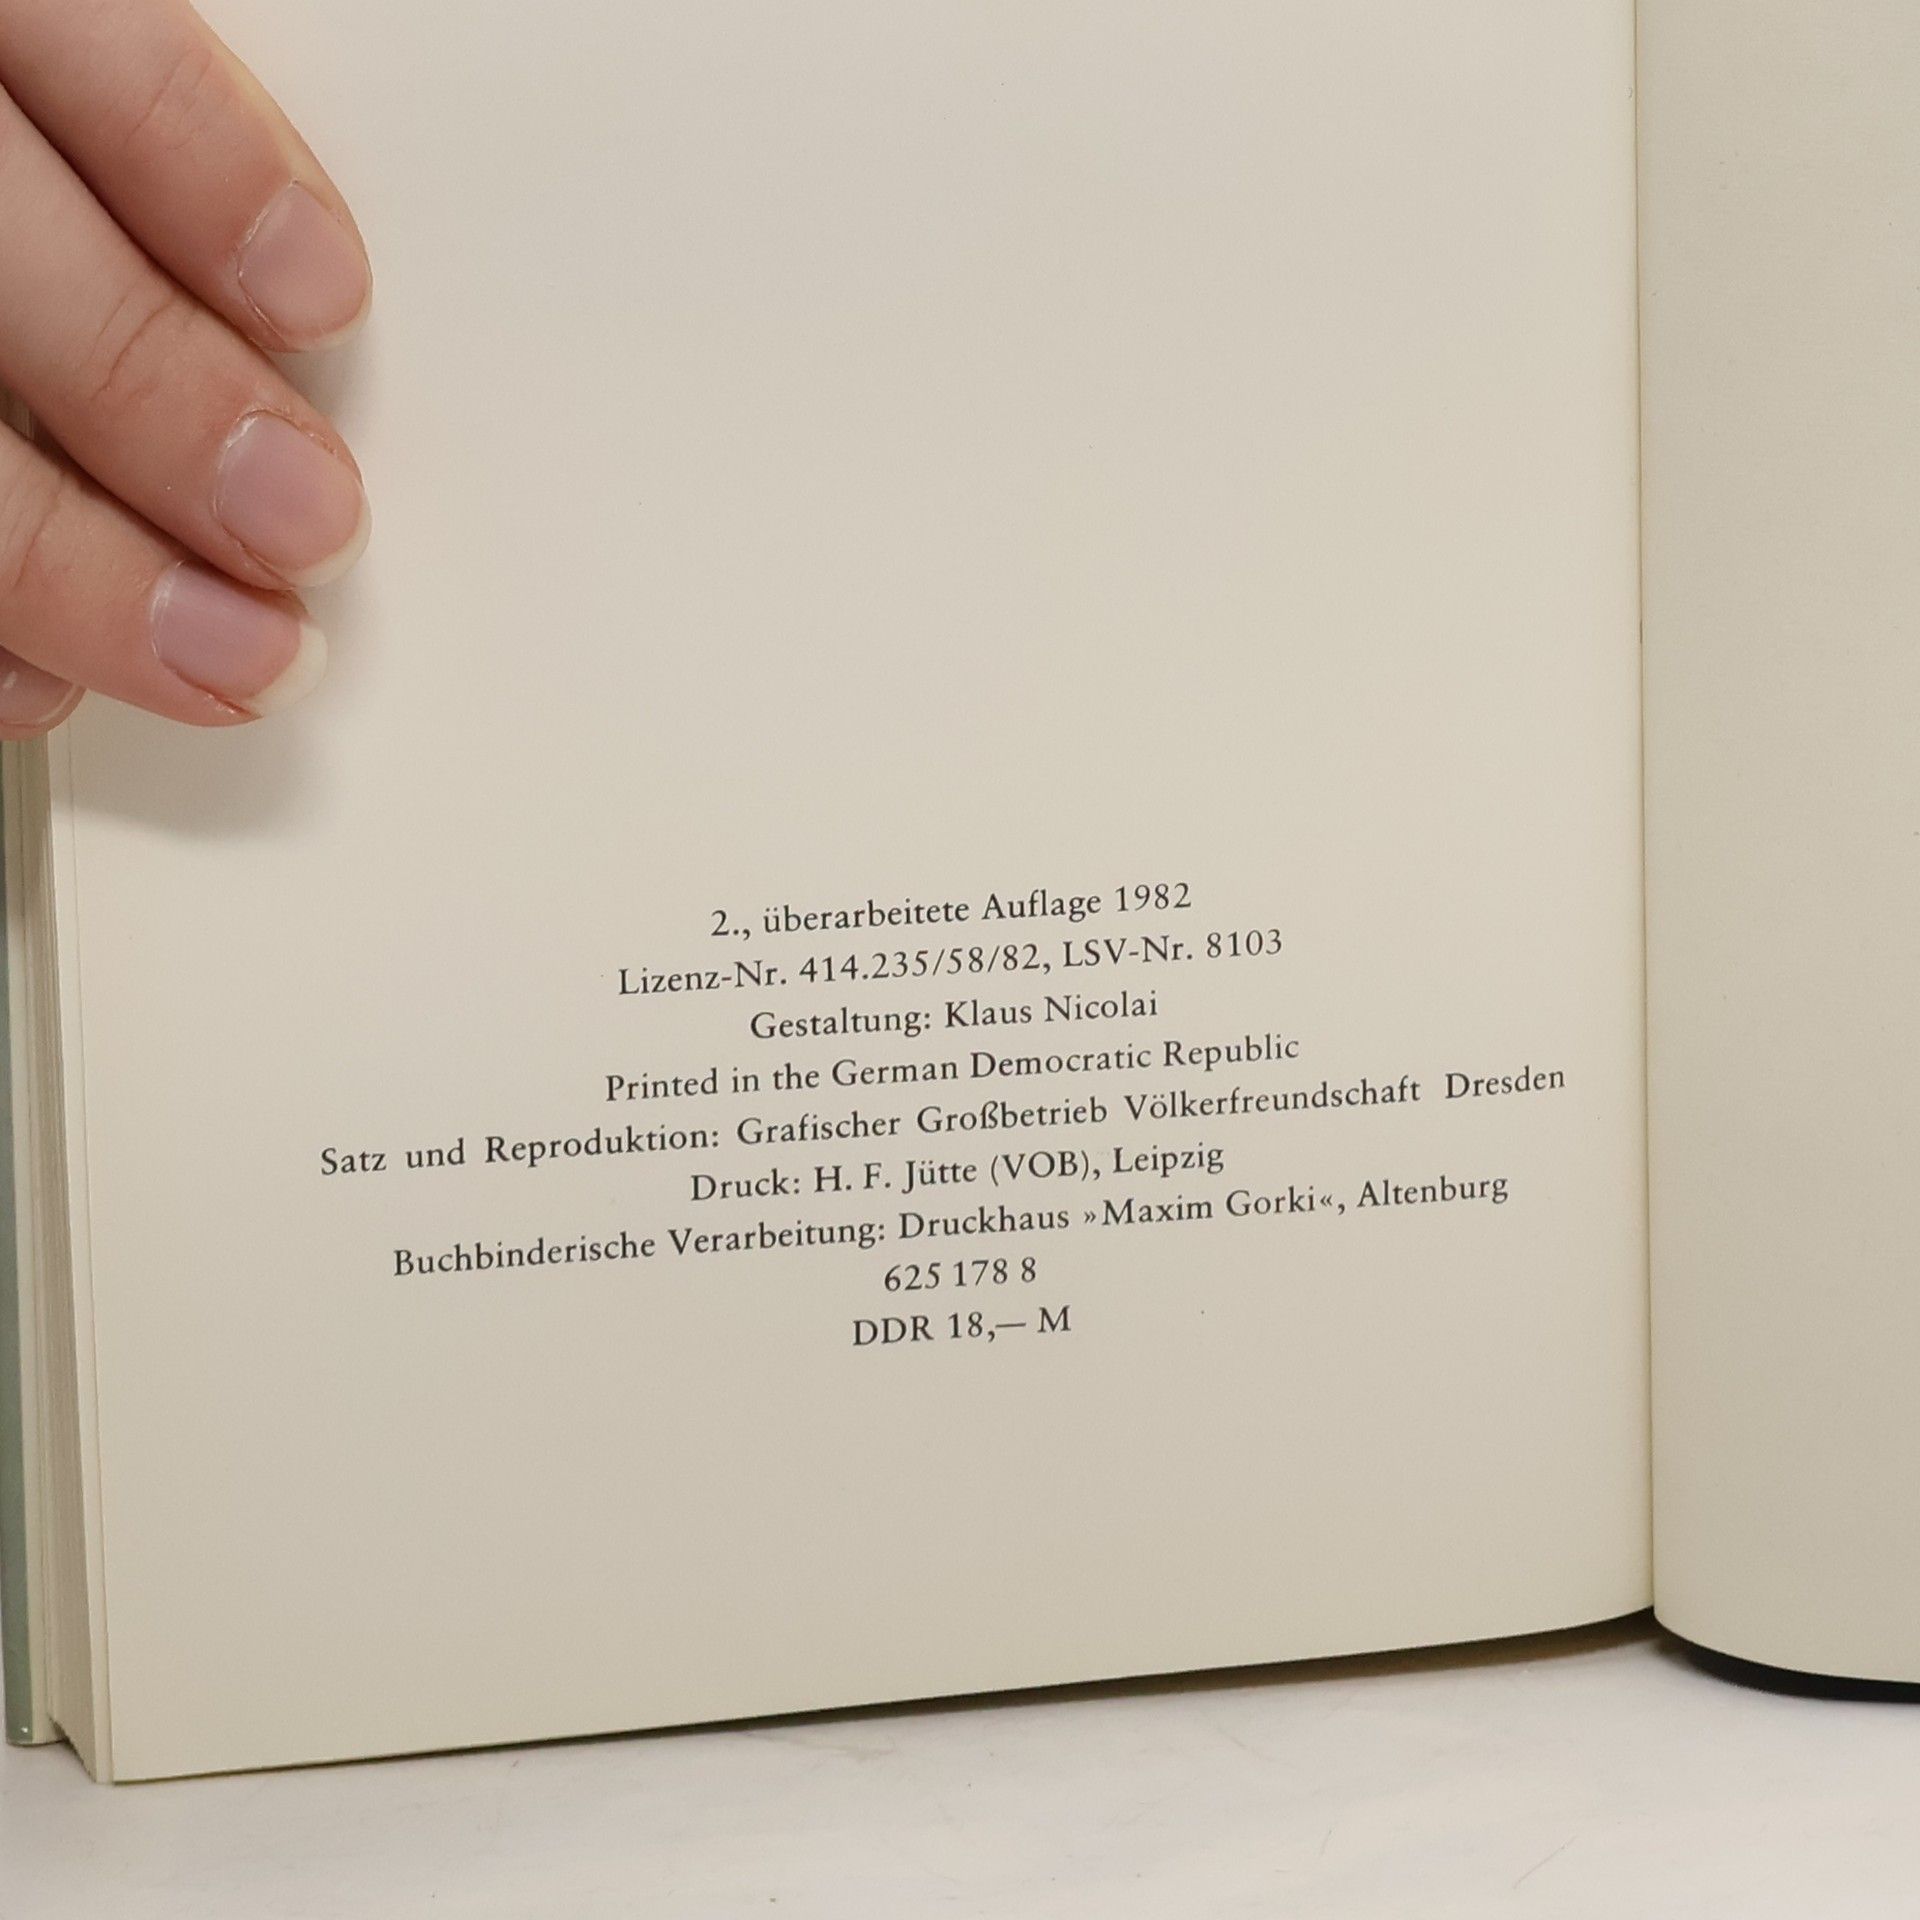 2., überarbeitete Auflage 1982
Lizenz-Nr. 414.235/58/82, LSV-Nr. 8103
Gestaltung: Klaus Nicolai
Printed in the German Democratic Republic
Satz und Reproduktion: Grafischer Großbetrieb Völkerfreundschaft Dresden
Druck: H. F. Jütte (VOB), Leipzig
Buchbinderische Verarbeitung: Druckhaus »Maxim Gorki«, Altenburg
625 178 8
DDR 18,— M